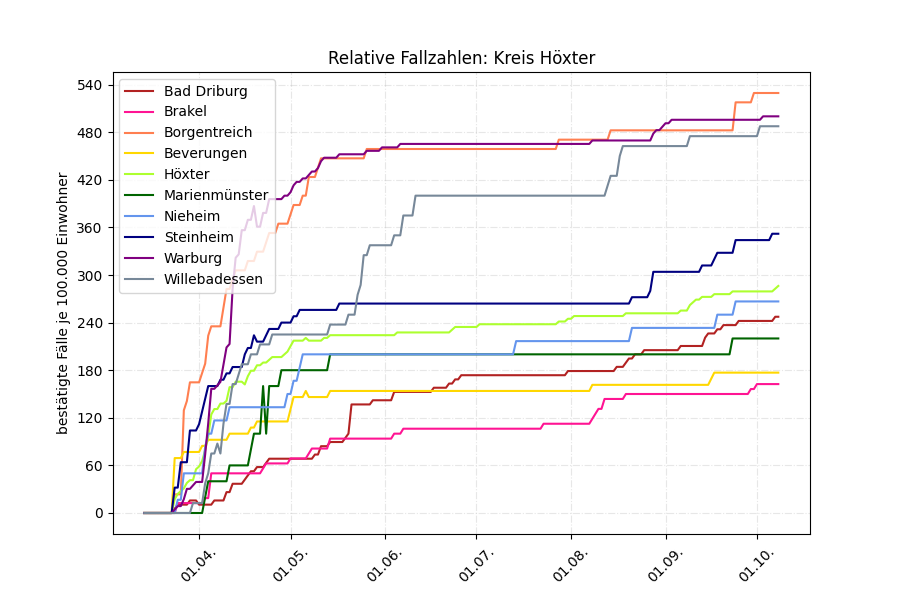 Relative Fallzahlen: Kreis Höxter
bestätigte Fälle je 100.000 Einwohner
540
480
420
360
300
240
180
120
60
0
Bad Driburg
Brakel
Borgentreich
Beverungen
Höxter
Marienmünster
Nieheim
Steinheim
Warburg
Willebadessen
01.04.
01.05.
01.06.
01.07.
01.08.
01.09.
01.10.